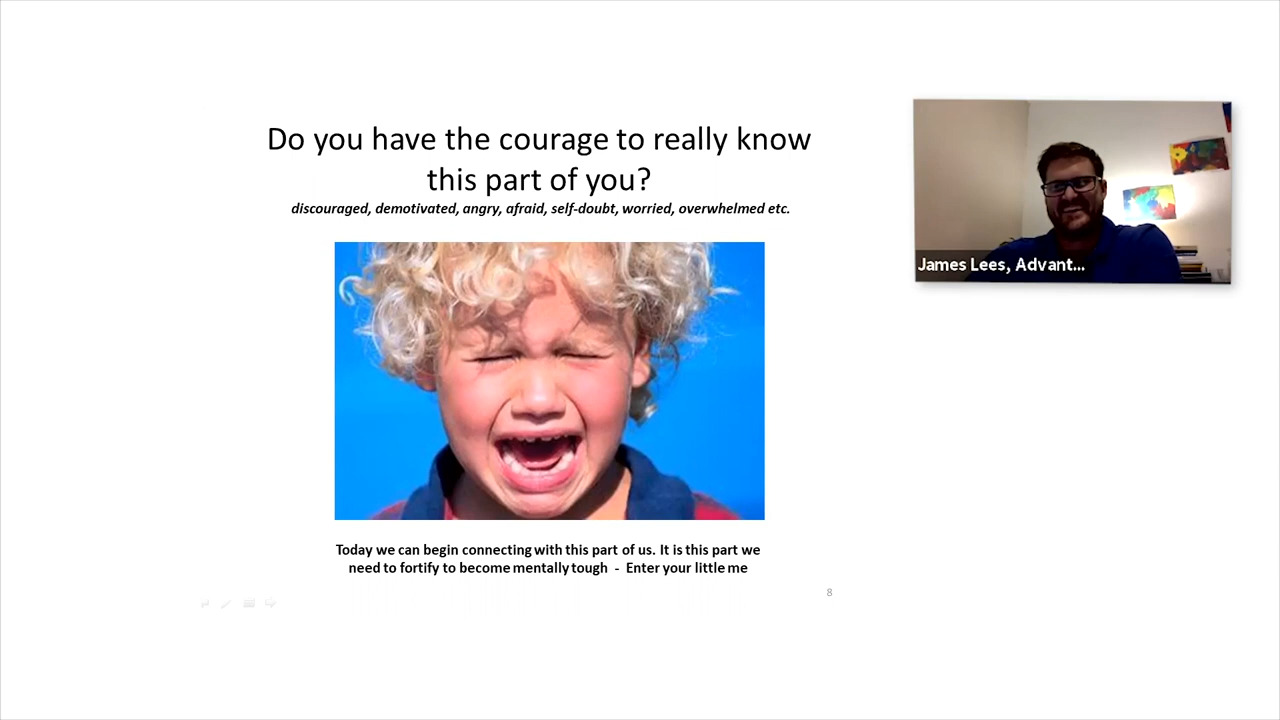 Do you have the courage to really know
this part of you?
discouraged, demotivated, angry, afraid, self-doubt, worried, overwhelmed etc.
James Lees, Advant...
Today we can begin connecting with this part of us. It is this part we
need to fortify to become mentally tough - Enter your little me
8